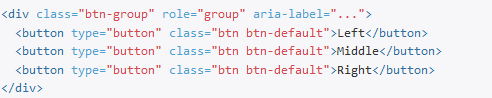 <div class="btn-group" role="group" aria-label="...">
  <button type="button" class="btn btn-default">Left</button>
  <button type="button" class="btn btn-default">Middle</button>
  <button type="button" class="btn btn-default">Right</button>
</div>